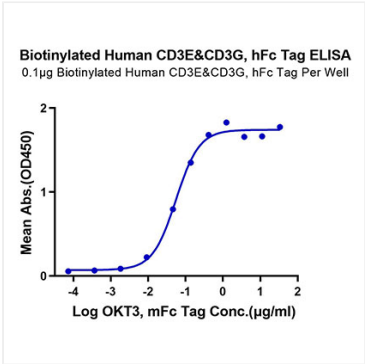 Biotinylated Human CD3E&CD3G, hFc Tag ELISA
0.1μg Biotinylated Human CD3E&CD3G, hFc Tag Per Well
Mean Abs.(OD450)
2
1
0
-4 -3 -2 -1 0 1 2
Log OKT3, mFc Tag Conc.(μg/ml)